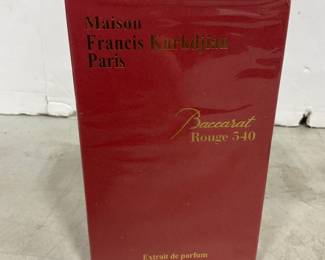 Maison
Francis Kurkdjian
Paris
Baccarat
Rouge 540
Extrait de parfum